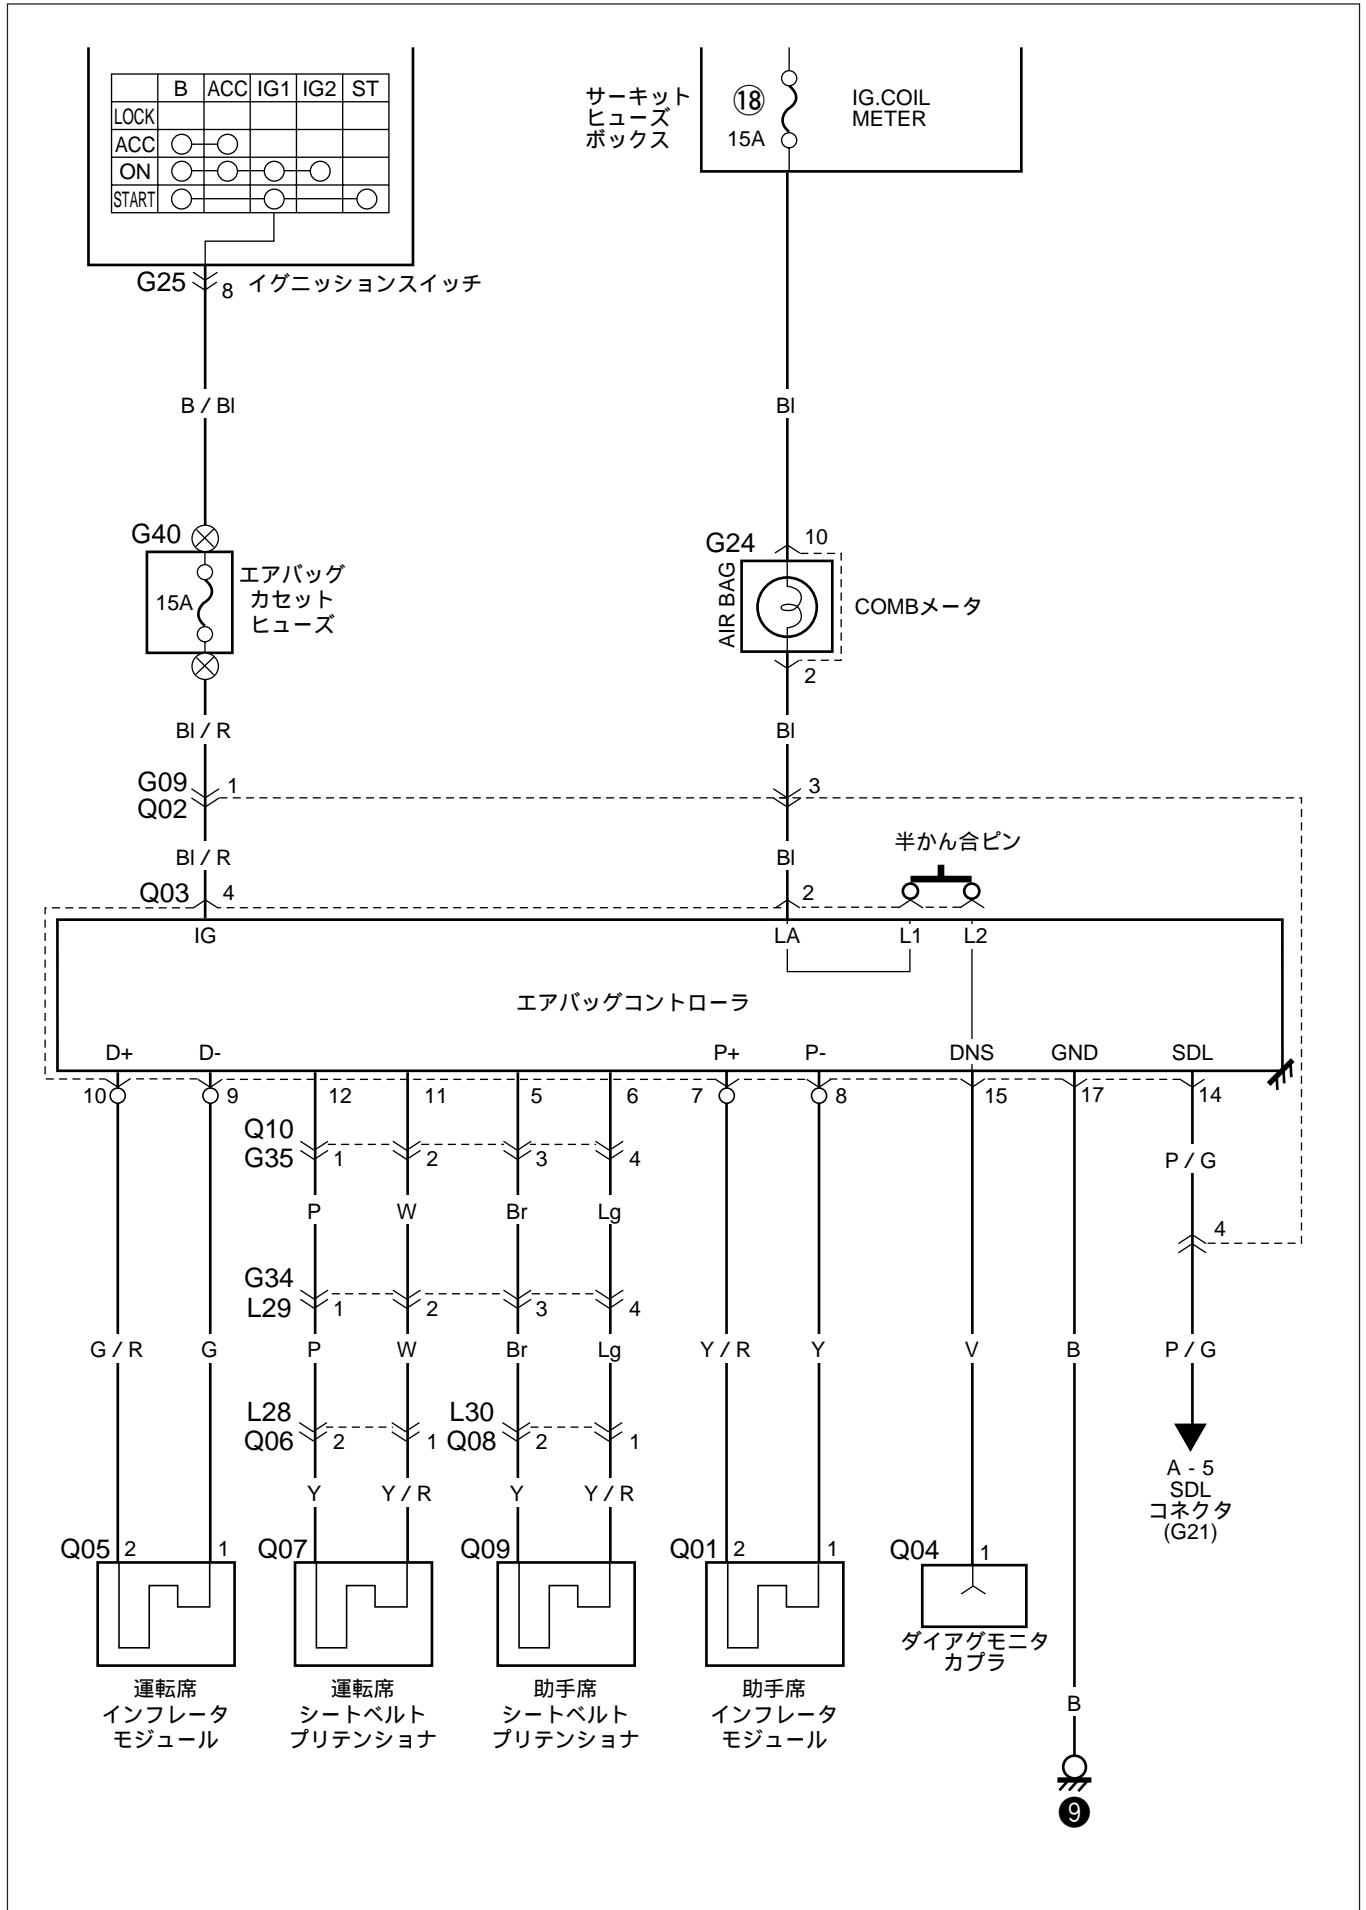 B ACC IG1 IG2 ST
LOCK
ACC
ON
START
G25 8 イグニッションスイッチ
サーキット
ヒューズ
ボックス
⑱
15A
IG.COIL
METER
B / Bl
Bl
G40
15A
エアバッグ
カセット
ヒューズ
G24 10
AIR BAG
COMBメータ
2
Bl / R
Bl
G09 1
Q02
3
Bl / R
Bl
半かん合ピン
Q03 4
2
IG LA L1 L2
エアバッグコントローラ
D+ D- P+ P- DNS GND SDL
10 9 12 11 5 6 7 8 15 17 14
Q10
G35 1 2 3 4
P / G
P W Br Lg
4
G34
L29 1 2 3 4
G / R G P W Br Lg Y / R Y V B P / G
L28
Q06 2 1
L30
Q08 2 1
A - 5
SDL
コネクタ
(G21)
Y Y / R Y Y / R
Q05 2 1 Q07 Q09 Q01 2 1 Q04 1
運転席
インフレータ
モジュール
運転席
シートベルト
プリテンショナ
助手席
シートベルト
プリテンショナ
助手席
インフレータ
モジュール
ダイアグモニタ
カプラ
B
9